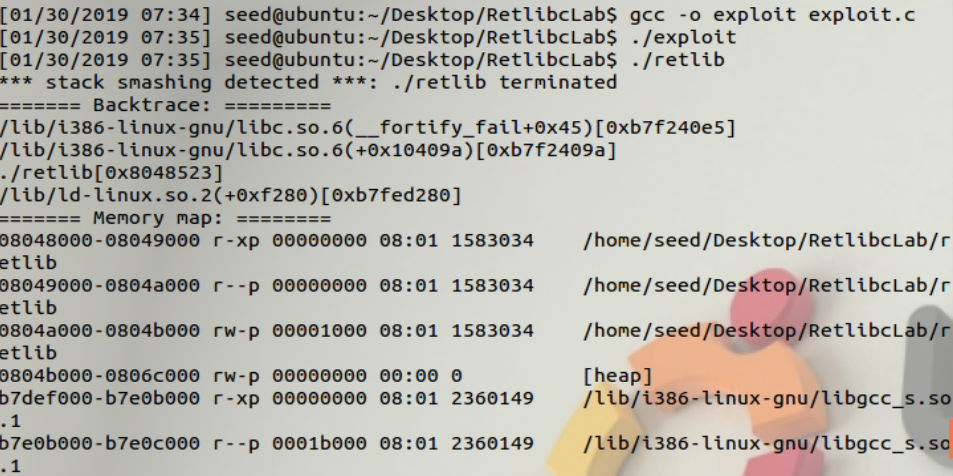 [01/30/2019 07:34] seed@ubuntu:~/Desktop/RetlibcLab$ gcc -o exploit exploit.c
[01/30/2019 07:35] seed@ubuntu:~/Desktop/RetlibcLab$ ./exploit
[01/30/2019 07:35] seed@ubuntu:~/Desktop/RetlibcLab$ ./retlib
*** stack smashing detected ***: ./retlib terminated
======= Backtrace: =========
/lib/i386-linux-gnu/libc.so.6(__fortify_fail+0x45)[0xb7f240e5]
/lib/i386-linux-gnu/libc.so.6(+0x10409a)[0xb7f2409a]
./retlib[0x8048523]
/lib/ld-linux.so.2(+0xf280)[0xb7fed280]
======= Memory map: ========
08048000-08049000 r-xp 00000000 08:01 1583034    /home/seed/Desktop/RetlibcLab/r
etlib
08049000-0804a000 r--p 00000000 08:01 1583034    /home/seed/Desktop/RetlibcLab/r
etlib
0804a000-0804b000 rw-p 00001000 08:01 1583034    /home/seed/Desktop/RetlibcLab/r
etlib
0804b000-0806c000 rw-p 00000000 00:00 0          [heap]
b7def000-b7e0b000 r-xp 00000000 08:01 2360149    /lib/i386-linux-gnu/libgcc_s.so
.1
b7e0b000-b7e0c000 r--p 0001b000 08:01 2360149    /lib/i386-linux-gnu/libgcc_s.so
.1